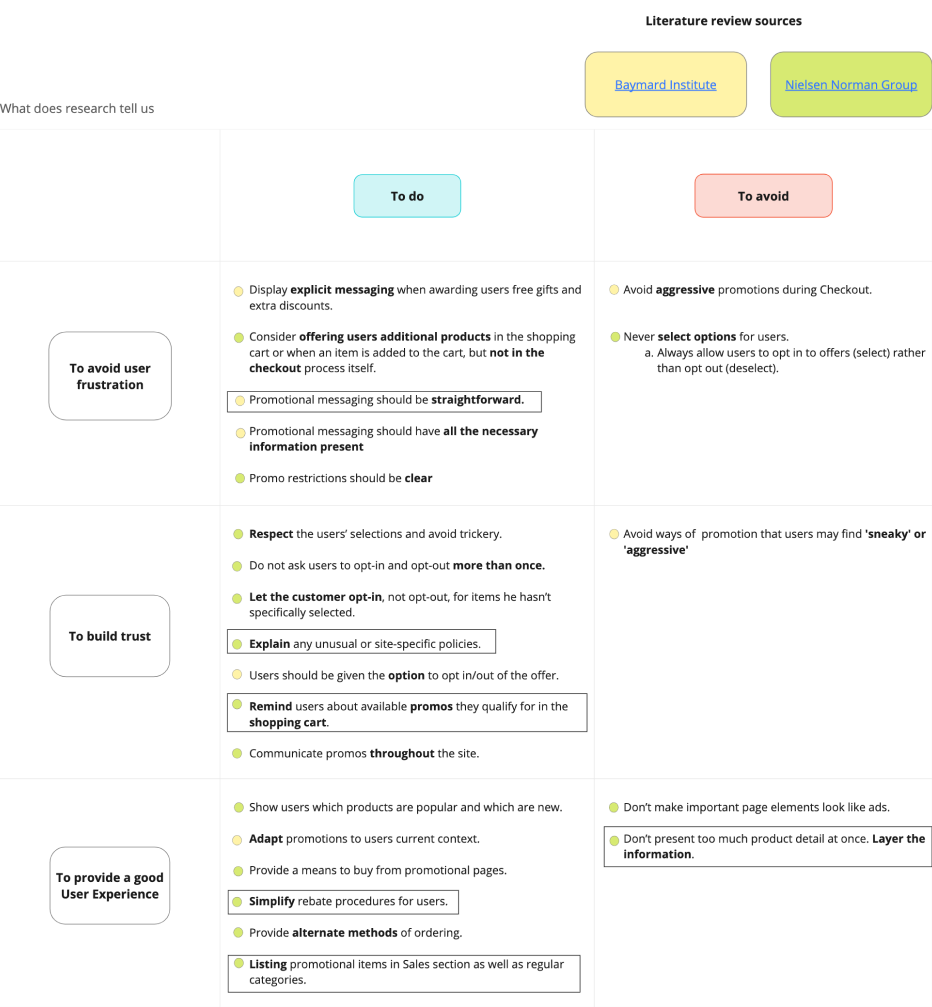 Literature review sources
Baymard Institute
Nielsen Norman Group
What does research tell us
To do
To avoid
To avoid user
frustration
Display explicit messaging when awarding users free gifts and
extra discounts.
Consider offering users additional products in the shopping
cart or when an item is added to the cart, but not in the
checkout process itself.
Promotional messaging should be straightforward.
Promotional messaging should have all the necessary
information present
Promo restrictions should be clear
Avoid aggressive promotions during Checkout.
Never select options for users.
a. Always allow users to opt in to offers (select) rather
than opt out (deselect).
To build trust
Respect the users’ selections and avoid trickery.
Do not ask users to opt-in and opt-out more than once.
Let the customer opt-in, not opt-out, for items he hasn’t
specifically selected.
Explain any unusual or site-specific policies.
Users should be given the option to opt in/out of the offer.
Remind users about available promos they qualify for in the
shopping cart.
Communicate promos throughout the site.
Avoid ways of  promotion that users may find 'sneaky' or
'aggressive'
To provide a good
User Experience
Show users which products are popular and which are new.
Adapt promotions to users current context.
Provide a means to buy from promotional pages.
Simplify rebate procedures for users.
Provide alternate methods of ordering.
Listing promotional items in Sales section as well as regular
categories.
Don’t make important page elements look like ads.
Don’t present too much product detail at once. Layer the
information.